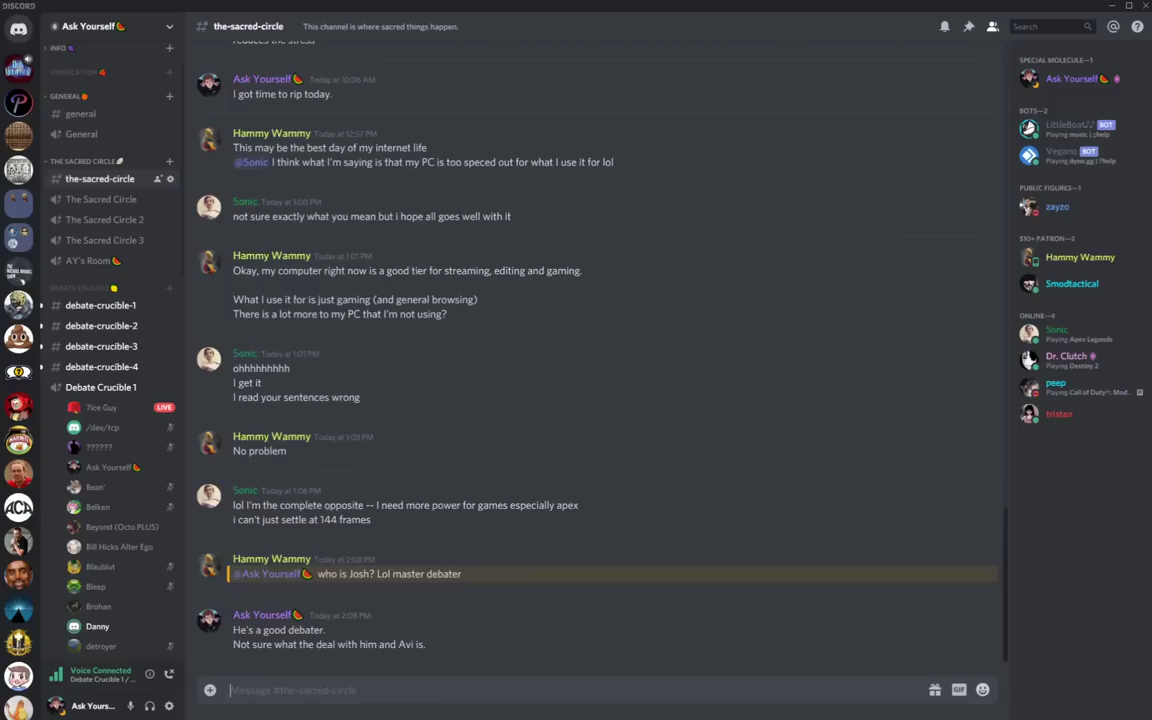 DISCORD
Ask Yourself🍉
INFO
VERIFICATION
GENERAL
general
General
THE SACRED CIRCLE
the-sacred-circle
The Sacred Circle
The Sacred Circle 2
The Sacred Circle 3
AY's Room🍉
DEBATE CRUCIBLE🍋
debate-crucible-1
debate-crucible-2
debate-crucible-3
debate-crucible-4
Debate Crucible 1
7ice Guy
LIVE
/dev/tcp
??????
Ask Yourself🍉
Bean'
Belken
Beyond (Octo PLUS)
Bill Hicks Alter Ego
Blaublut
Bleep
Brohan
Danny
detroyer
Voice Connected
Debate Crucible 1 / ...
Ask Yours...
# the-sacred-circle
This channel is where sacred things happen.
Search
reduces the stress
Ask Yourself🍉 Today at 10:06 AM
I got time to rip today.
Hammy Wammy Today at 12:57 PM
This may be the best day of my internet life
@Sonic I think what I'm saying is that my PC is too speced out for what I use it for lol
Sonic Today at 1:00 PM
not sure exactly what you mean but i hope all goes well with it
Hammy Wammy Today at 1:01 PM
Okay, my computer right now is a good tier for streaming, editing and gaming.
What I use it for is just gaming (and general browsing)
There is a lot more to my PC that I'm not using?
Sonic Today at 1:01 PM
ohhhhhhhhh
I get it
I read your sentences wrong
Hammy Wammy Today at 1:03 PM
No problem
Sonic Today at 1:06 PM
lol I'm the complete opposite -- I need more power for games especially apex
i can't just settle at 144 frames
Hammy Wammy Today at 2:08 PM
@Ask Yourself🍉 who is Josh? Lol master debater
Ask Yourself🍉 Today at 2:08 PM
He's a good debater.
Not sure what the deal with him and Avi is.
Message #the-sacred-circle
GIF
SPECIAL MOLECULE—1
Ask Yourself🍉
BOTS—2
LittleBoat♫ BOT
Playing music | ;;help
Vegano BOT
Playing dyno.gg | ?help
PUBLIC FIGURES—1
zayzo
$10+ PATRON—2
Hammy Wammy
Smodtactical
ONLINE—4
Sonic
Playing Apex Legends
Dr. Clutch
Playing Destiny 2
peep
Playing Call of Duty®: Mod...
tristan